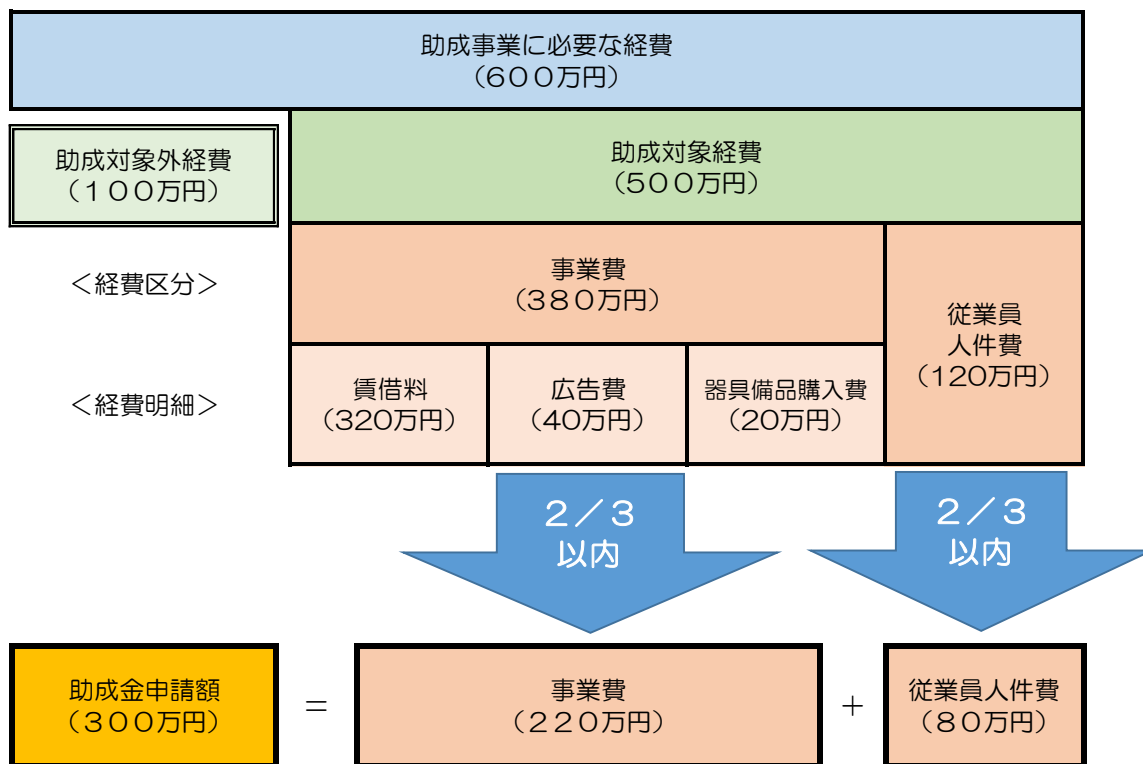 助成事業に必要な経費
（６００万円）
助成対象外経費
（１００万円）
助成対象経費
（５００万円）
＜経費区分＞
事業費
（３８０万円）
従業員
人件費
（120万円）
＜経費明細＞
賃借料
（320万円）
広告費
（40万円）
器具備品購入費
（20万円）
２／３
以内
２／３
以内
助成金申請額
（３００万円）
＝
事業費
（２２０万円）
＋
従業員人件費
（８０万円）